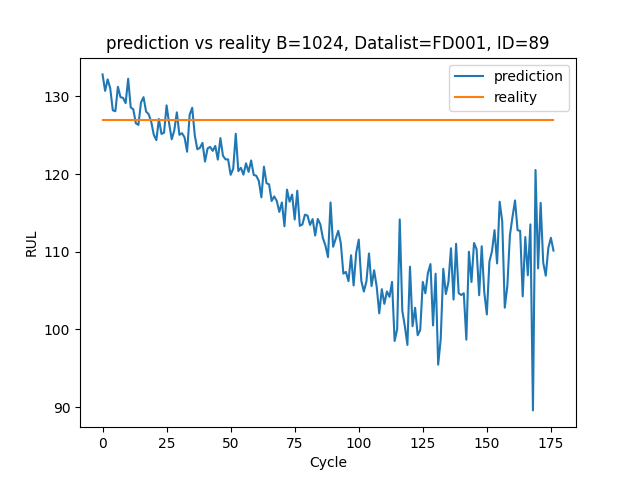 prediction vs reality B=1024, Datalist=FD001, ID=89
prediction
reality
130
120
110
100
90
RUL
0 25 50 75 100 125 150 175
Cycle